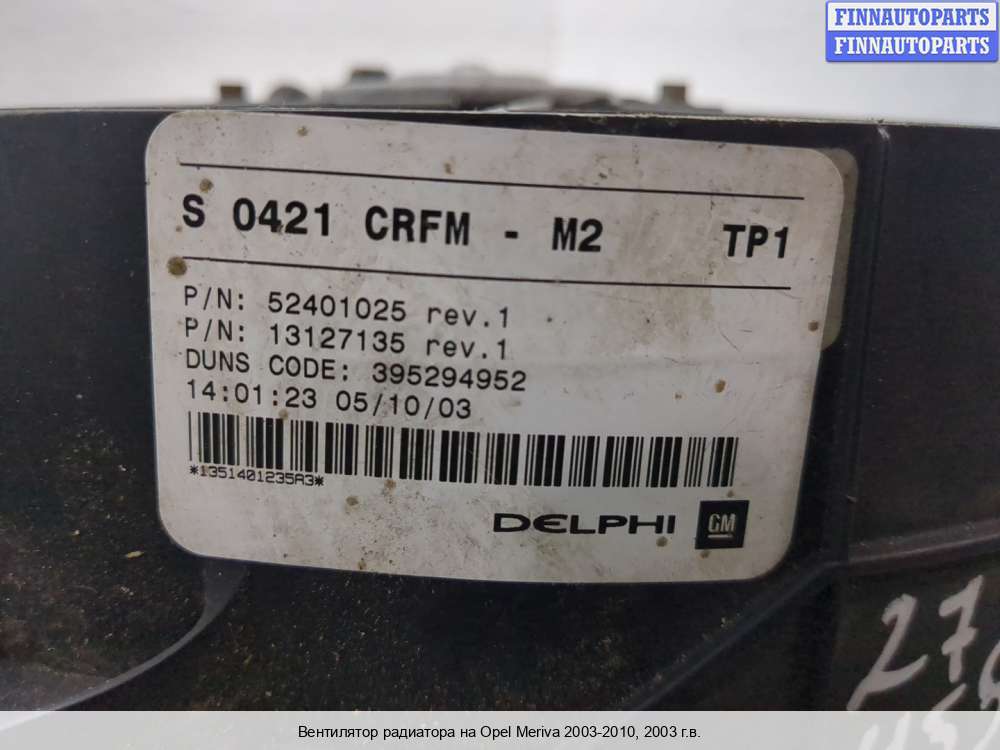 FINNAUTOPARTS
FINNAUTOPARTS
S 0421 CRFM - M2 TP1
P/N: 52401025 rev.1
P/N: 13127135 rev.1
DUNS CODE: 395294952
14:01:23 05/10/03
*1351401235A3*
DELPHI GM
27
Вентилятор радиатора на Opel Meriva 2003-2010, 2003 г.в.